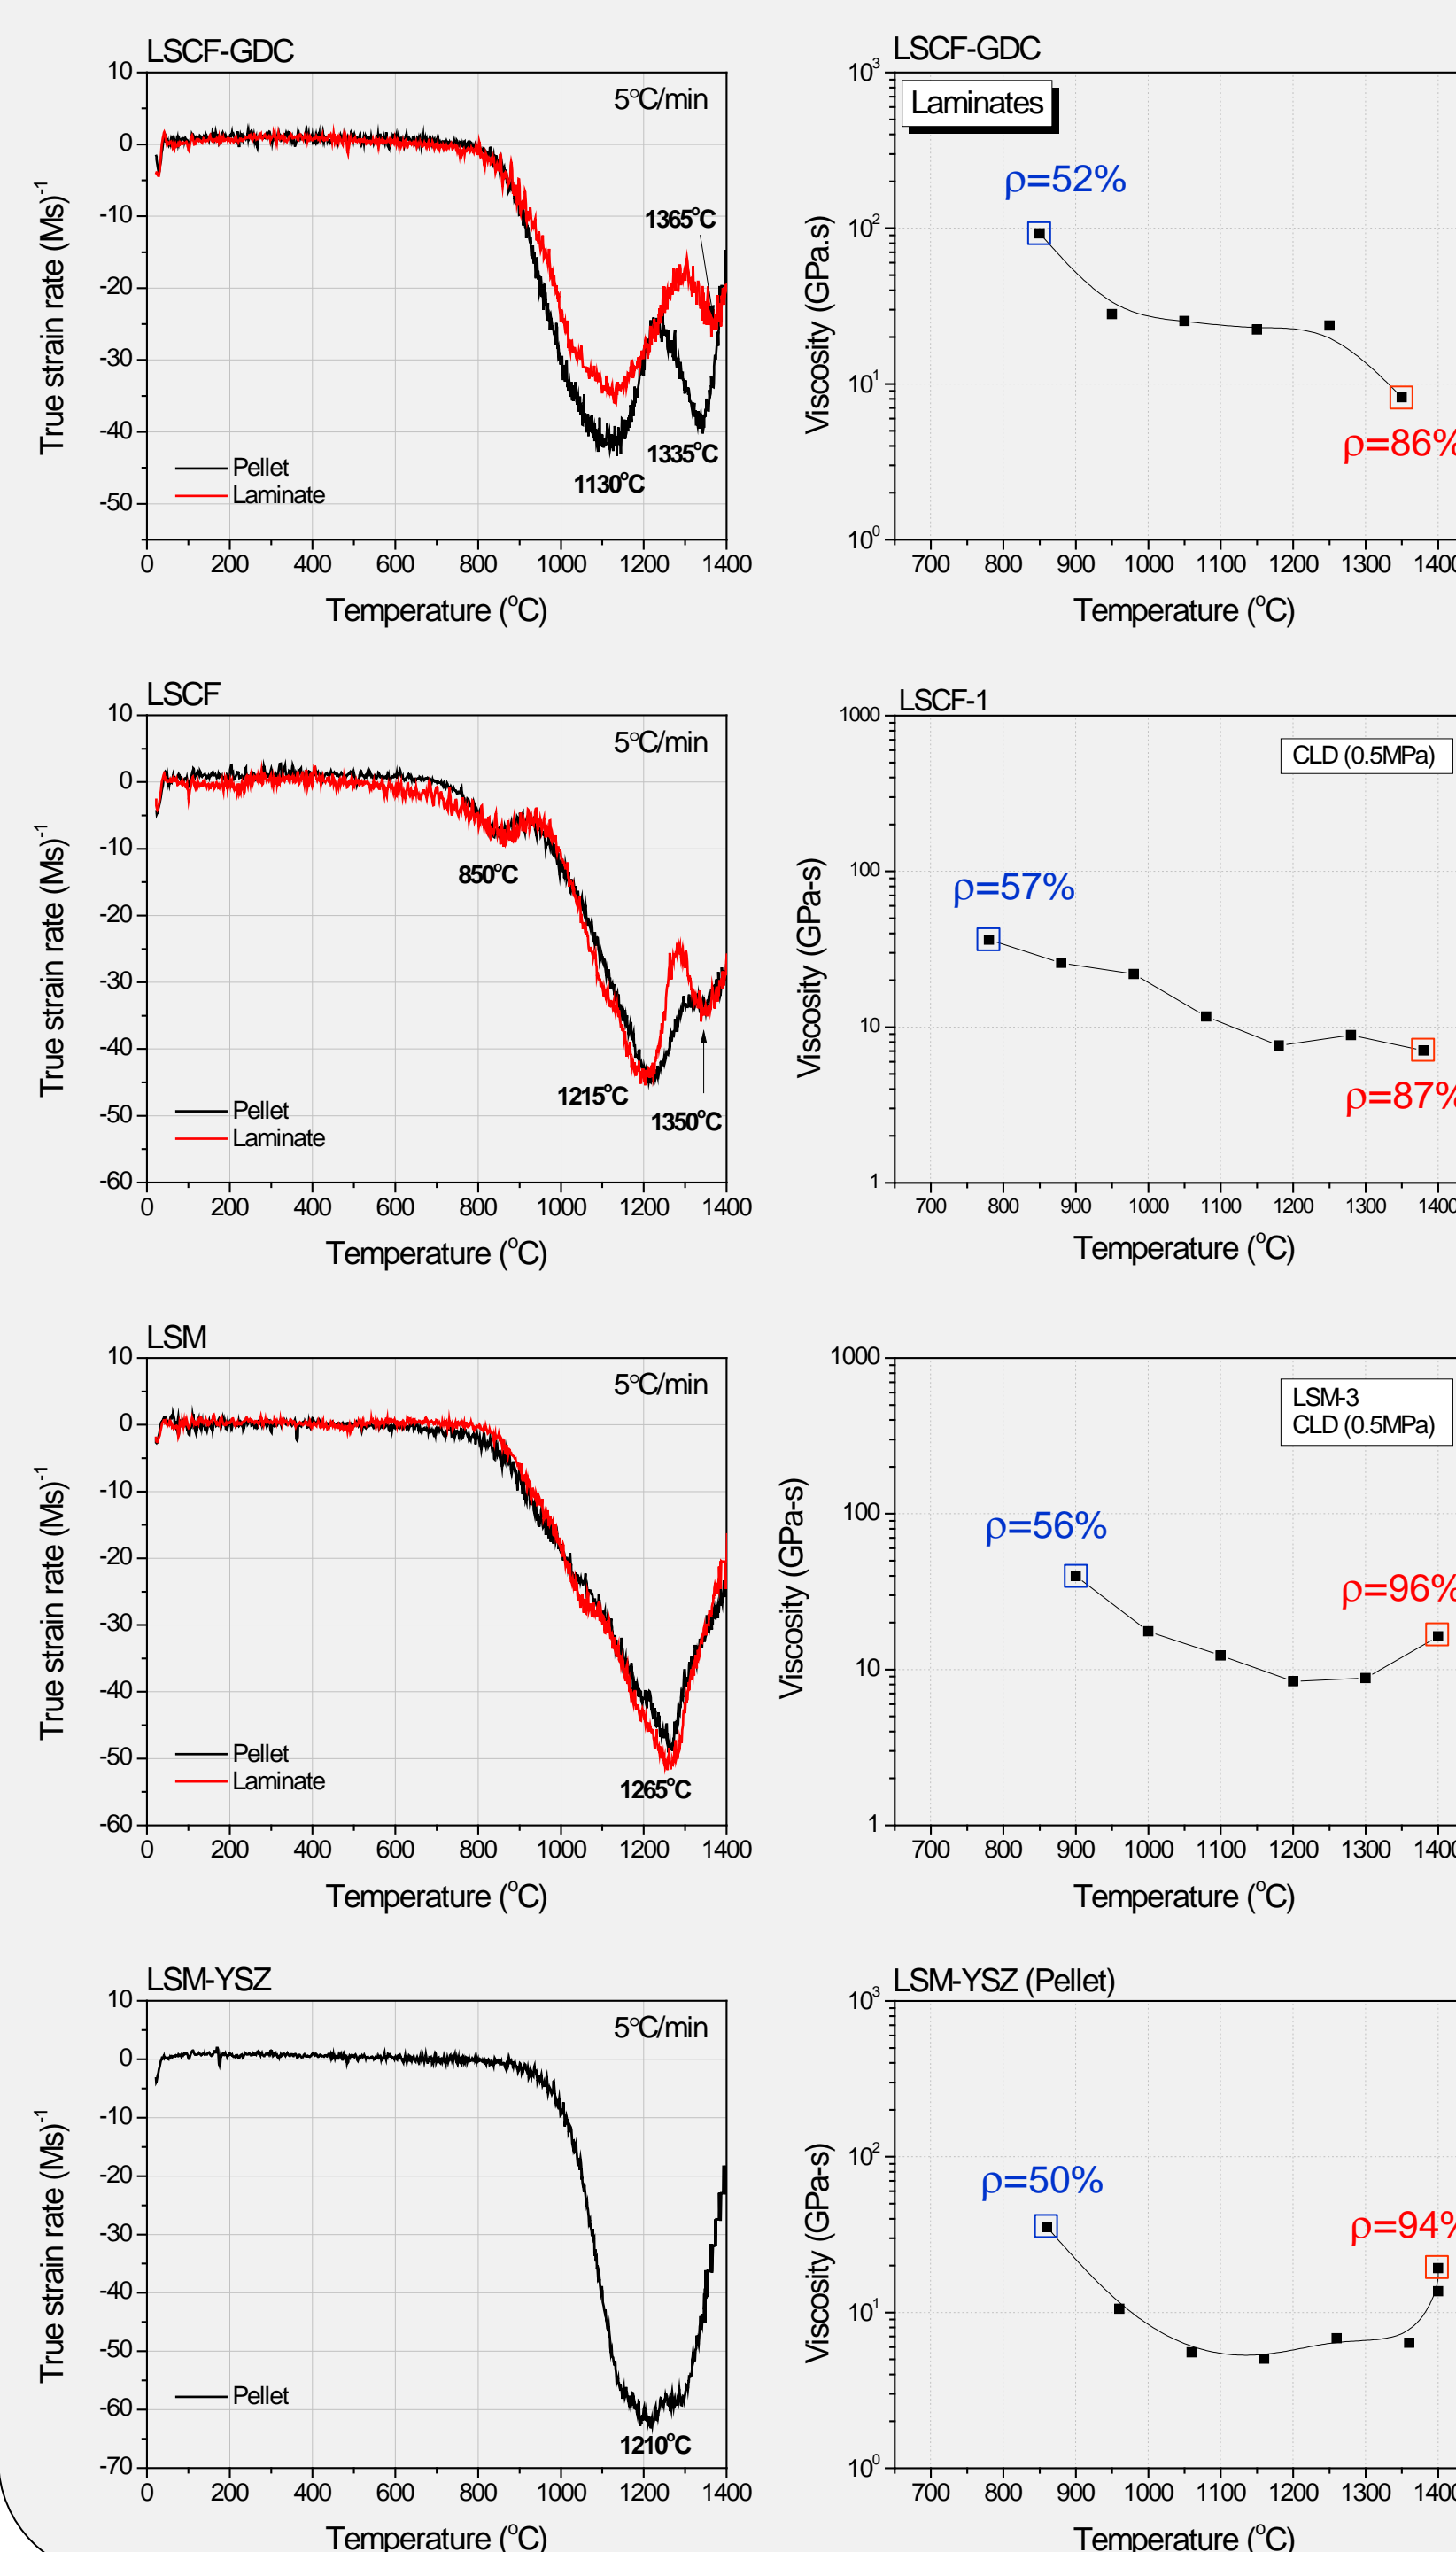 LSCF-GDC
5°C/min
10
0
-10
-20
-30
-40
-50
True strain rate (Ms)⁻¹
1365°C
1335°C
1130°C
Pellet
Laminate
0 200 400 600 800 1000 1200 1400
Temperature (°C)
LSCF-GDC
Laminates
10³
10²
10¹
10⁰
Viscosity (GPa.s)
ρ=52%
ρ=86%
700 800 900 1000 1100 1200 1300 1400
Temperature (°C)
LSCF
5°C/min
10
0
-10
-20
-30
-40
-50
-60
True strain rate (Ms)⁻¹
850°C
1215°C
1350°C
Pellet
Laminate
0 200 400 600 800 1000 1200 1400
Temperature (°C)
LSCF-1
CLD (0.5MPa)
1000
100
10
1
Viscosity (GPa-s)
ρ=57%
ρ=87%
700 800 900 1000 1100 1200 1300 1400
Temperature (°C)
LSM
5°C/min
10
0
-10
-20
-30
-40
-50
-60
True strain rate (Ms)⁻¹
1265°C
Pellet
Laminate
0 200 400 600 800 1000 1200 1400
Temperature (°C)
LSM-3
CLD (0.5MPa)
1000
100
10
1
Viscosity (GPa-s)
ρ=56%
ρ=96%
700 800 900 1000 1100 1200 1300 1400
Temperature (°C)
LSM-YSZ
5°C/min
10
0
-10
-20
-30
-40
-50
-60
-70
True strain rate (Ms)⁻¹
1210°C
Pellet
0 200 400 600 800 1000 1200 1400
Temperature (°C)
LSM-YSZ (Pellet)
10³
10²
10¹
10⁰
Viscosity (GPa-s)
ρ=50%
ρ=94%
700 800 900 1000 1100 1200 1300 1400
Temperature (°C)